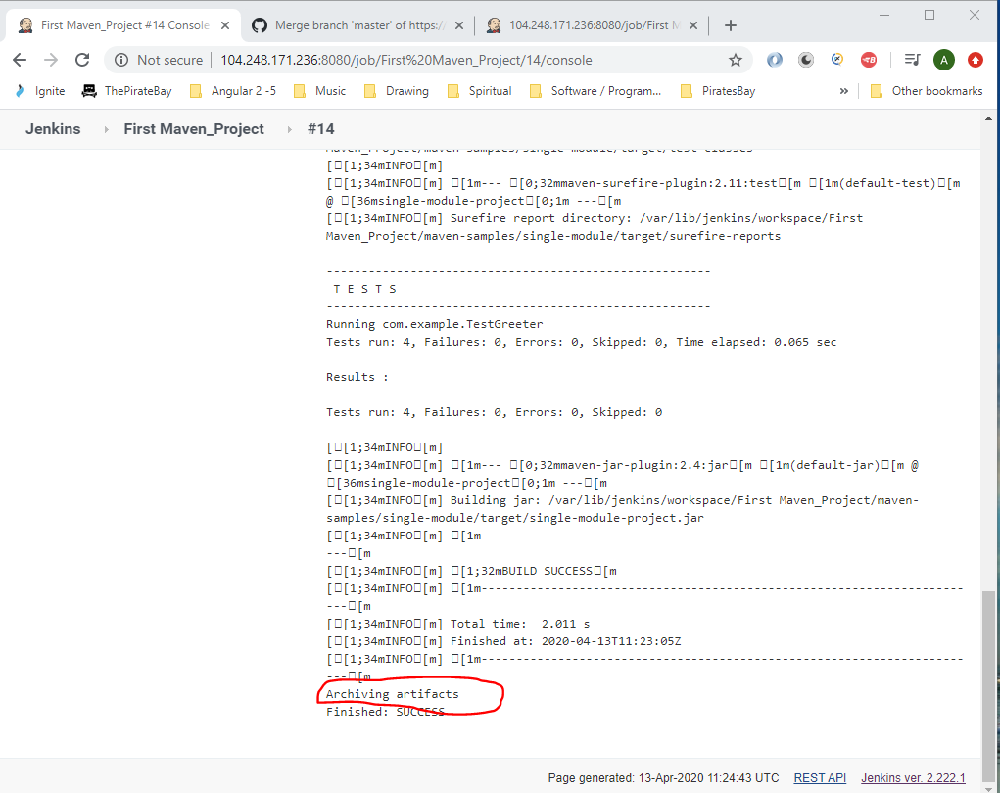 First Maven_Project #14 Console
Merge branch 'master' of https://
104.248.171.236:8080/job/First M
Not secure
104.248.171.236:8080/job/First%20Maven_Project/14/console
A
Ignite
ThePirateBay
Angular 2 -5
Music
Drawing
Spiritual
Software / Program...
PiratesBay
»
Other bookmarks
Jenkins
First Maven_Project
#14
Maven_Project/maven-samples/single-module/target/test-classes
[□[1;34mINFO□[m]
[□[1;34mINFO□[m] □[1m--- □[0;32mmaven-surefire-plugin:2.11:test□[m □[1m(default-test)□[m
@ □[36msingle-module-project□[0;1m ---□[m
[□[1;34mINFO□[m] Surefire report directory: /var/lib/jenkins/workspace/First
Maven_Project/maven-samples/single-module/target/surefire-reports
-------------------------------------------------------
T E S T S
-------------------------------------------------------
Running com.example.TestGreeter
Tests run: 4, Failures: 0, Errors: 0, Skipped: 0, Time elapsed: 0.065 sec
Results :
Tests run: 4, Failures: 0, Errors: 0, Skipped: 0
[□[1;34mINFO□[m]
[□[1;34mINFO□[m] □[1m--- □[0;32mmaven-jar-plugin:2.4:jar□[m □[1m(default-jar)□[m @
□[36msingle-module-project□[0;1m ---□[m
[□[1;34mINFO□[m] Building jar: /var/lib/jenkins/workspace/First Maven_Project/maven-
samples/single-module/target/single-module-project.jar
[□[1;34mINFO□[m] □[1m---------------------------------------------------------------------
---□[m
[□[1;34mINFO□[m] □[1;32mBUILD SUCCESS□[m
[□[1;34mINFO□[m] □[1m---------------------------------------------------------------------
---□[m
[□[1;34mINFO□[m] Total time:  2.011 s
[□[1;34mINFO□[m] Finished at: 2020-04-13T11:23:05Z
[□[1;34mINFO□[m] □[1m---------------------------------------------------------------------
---□[m
Archiving artifacts
Finished: SUCCESS
Page generated: 13-Apr-2020 11:24:43 UTC
REST API
Jenkins ver. 2.222.1